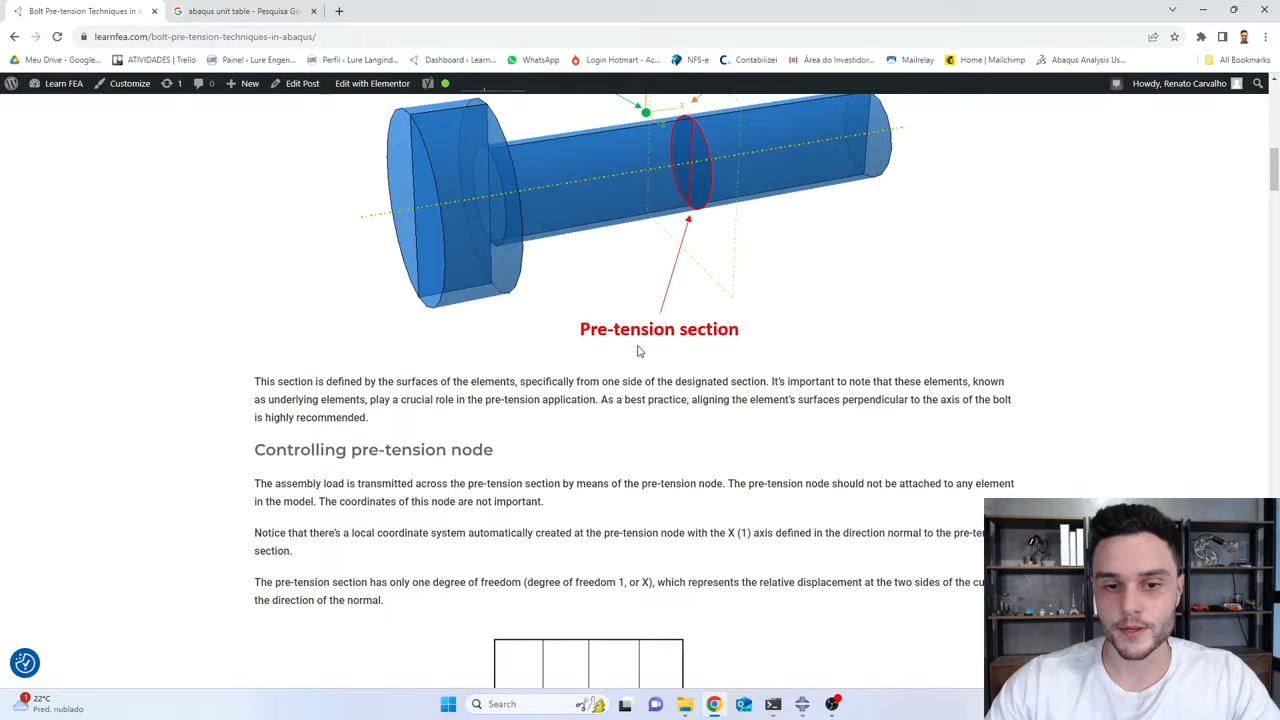 Bolt Pre-tension Techniques in A
abaqus unit table - Pesquisa Go
learnfea.com/bolt-pre-tension-techniques-in-abaqus/
Meu Drive - Google...
ATIVIDADES | Trello
Painel ‹ Lure Engen...
Perfil ‹ Lure Langind...
Dashboard ‹ Learn...
WhatsApp
Login Hotmart - Ac...
NFS-e
Contabilizei
Área do Investidor...
Home | Mailchimp
Mailrelay
Abaqus Analysis Us...
All Bookmarks
Learn FEA
Customize
1
0
New
Edit Post
Edit with Elementor
Howdy, Renato Carvalho
X
Pre-tension section
This section is defined by the surfaces of the elements, specifically from one side of the designated section. It's important to note that these elements, known
as underlying elements, play a crucial role in the pre-tension application. As a best practice, aligning the element's surfaces perpendicular to the axis of the bolt
is highly recommended.
Controlling pre-tension node
The assembly load is transmitted across the pre-tension section by means of the pre-tension node. The pre-tension node should not be attached to any element
in the model. The coordinates of this node are not important.
Notice that there's a local coordinate system automatically created at the pre-tension node with the X (1) axis defined in the direction normal to the pre-ten
section.
The pre-tension section has only one degree of freedom (degree of freedom 1, or X), which represents the relative displacement at the two sides of the cu
the direction of the normal.
1
22°C
Pred. nublado
Search